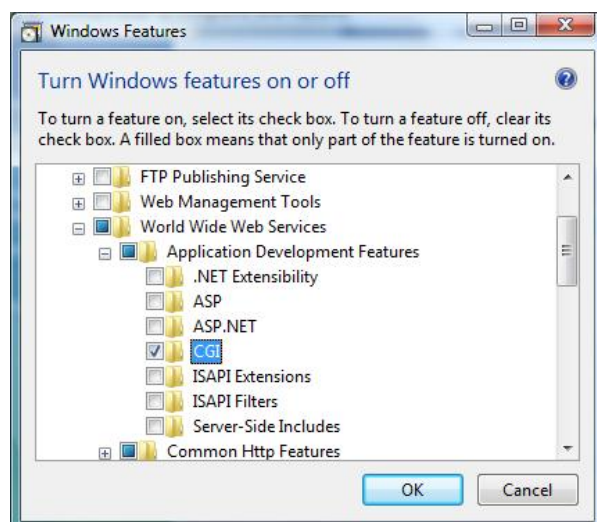 Windows Features
Turn Windows features on or off
To turn a feature on, select its check box. To turn a feature off, clear its
check box. A filled box means that only part of the feature is turned on.
FTP Publishing Service
Web Management Tools
World Wide Web Services
Application Development Features
.NET Extensibility
ASP
ASP.NET
CGI
ISAPI Extensions
ISAPI Filters
Server-Side Includes
Common Http Features
OK Cancel